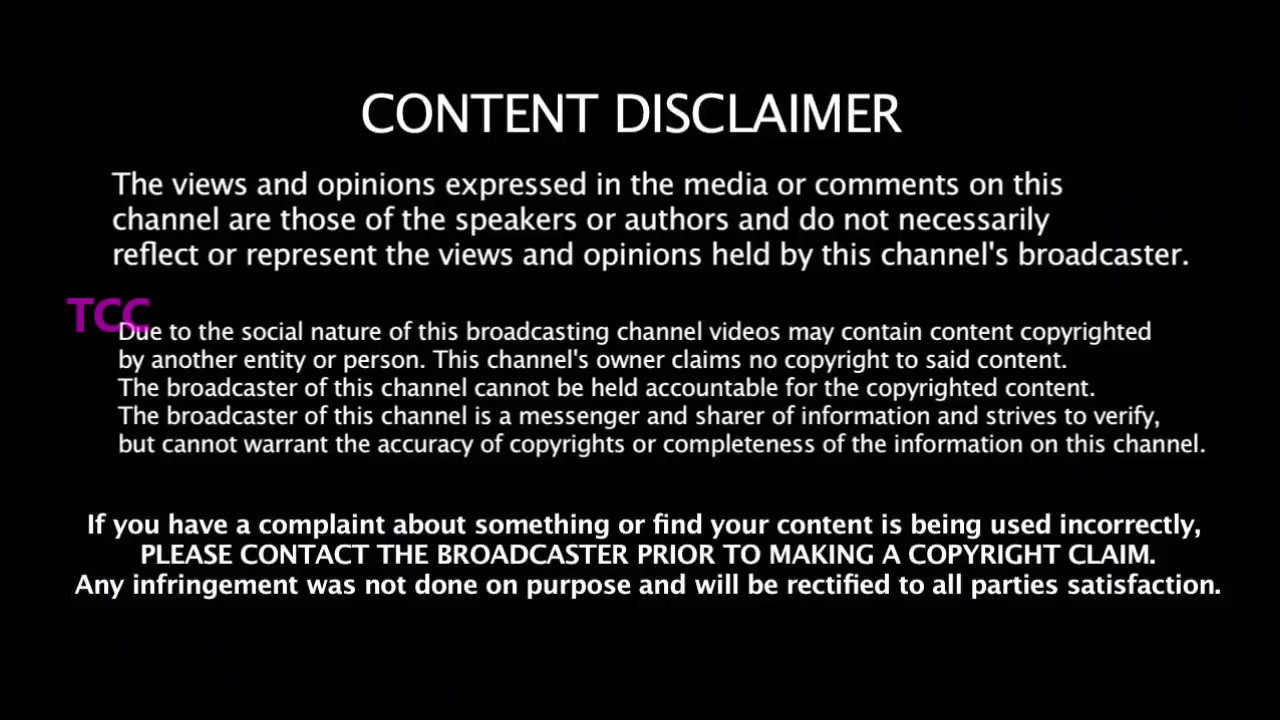 CONTENT DISCLAIMER
The views and opinions expressed in the media or comments on this
channel are those of the speakers or authors and do not necessarily
reflect or represent the views and opinions held by this channel's broadcaster.
TCC
Due to the social nature of this broadcasting channel videos may contain content copyrighted
by another entity or person. This channel's owner claims no copyright to said content.
The broadcaster of this channel cannot be held accountable for the copyrighted content.
The broadcaster of this channel is a messenger and sharer of information and strives to verify,
but cannot warrant the accuracy of copyrights or completeness of the information on this channel.
If you have a complaint about something or find your content is being used incorrectly,
PLEASE CONTACT THE BROADCASTER PRIOR TO MAKING A COPYRIGHT CLAIM.
Any infringement was not done on purpose and will be rectified to all parties satisfaction.